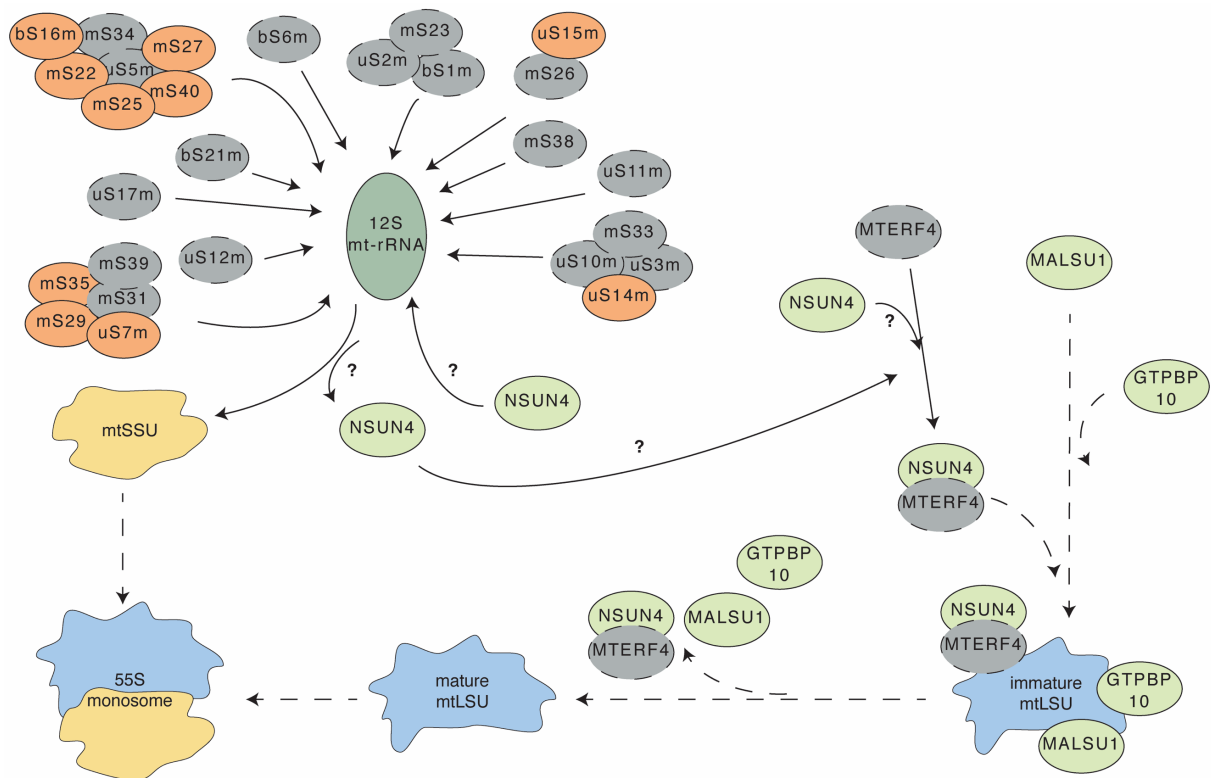 bS16m
mS34
mS27
mS22
uS5m
mS25
mS40
bS6m
mS23
uS2m
bS1m
uS15m
mS26
mS38
bS21m
uS17m
uS11m
12S
mt-rRNA
uS12m
mS39
mS35
mS31
mS29
uS7m
mS33
uS10m
uS3m
uS14m
MTERF4
MALSU1
NSUN4
?
?
?
NSUN4
NSUN4
GTPBP
10
mtSSU
?
NSUN4
MTERF4
GTPBP
10
NSUN4
MALSU1
MTERF4
NSUN4
MTERF4
55S
monosome
mature
mtLSU
immature
mtLSU
GTPBP
10
MALSU1